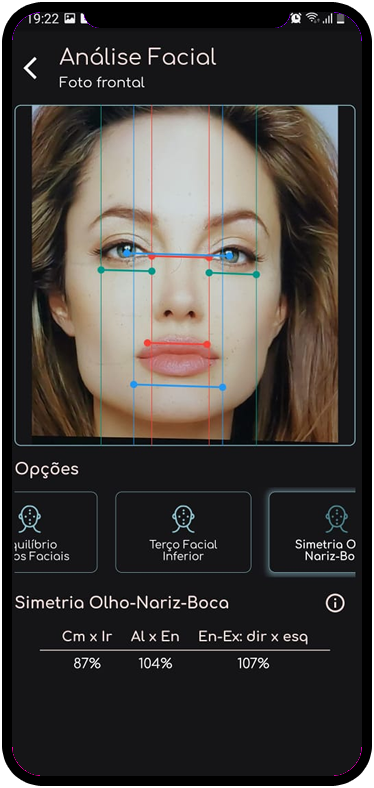 19:22
Análise Facial
Foto frontal
Opções
quilíbrio
os Faciais
Terço Facial
Inferior
Simetria O
Nariz-Bo
Simetria Olho-Nariz-Boca
Cm x Ir Al x En En-Ex: dir x esq
87% 104% 107%